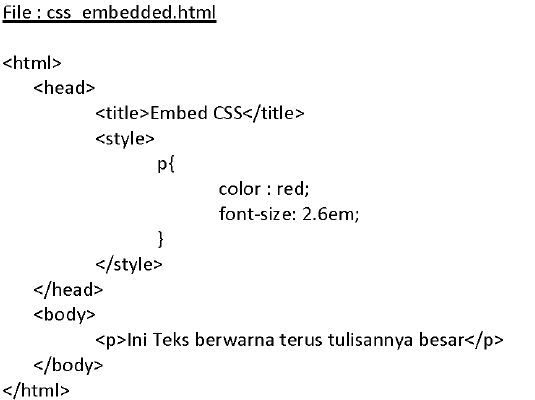 File : css_embedded.html
<html>
<head>
<title>Embed CSS</title>
<style>
p{
color : red;
font-size: 2.6em;
}
</style>
</head>
<body>
<p>Ini Teks berwarna terus tulisannya besar</p>
</body>
</html>